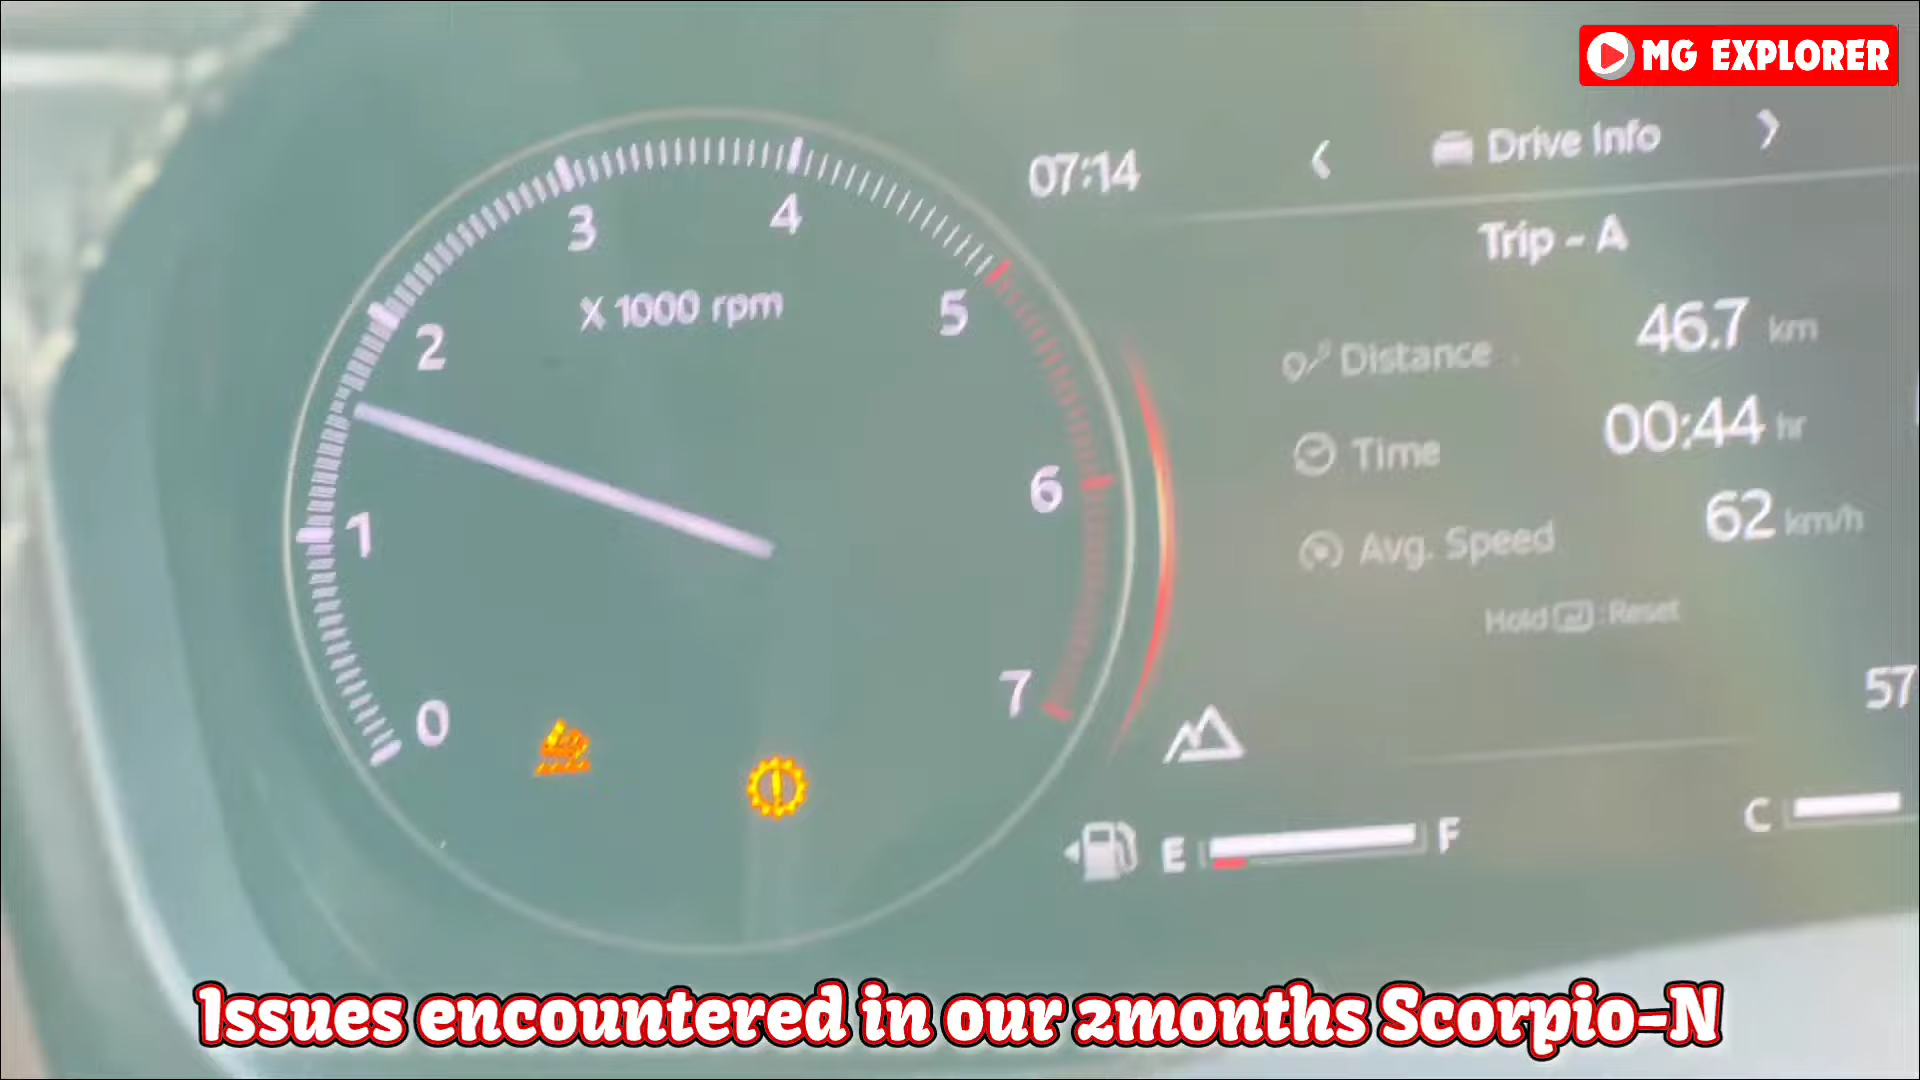 MG EXPLORER
07:14
Drive Info
Trip - A
Distance 46.7 km
Time 00:44 hr
Avg. Speed 62 km/h
Hold : Reset
57
3
4
2
5
X 1000 rpm
1
6
0
7
E F
C
Issues encountered in our 2months Scorpio-N